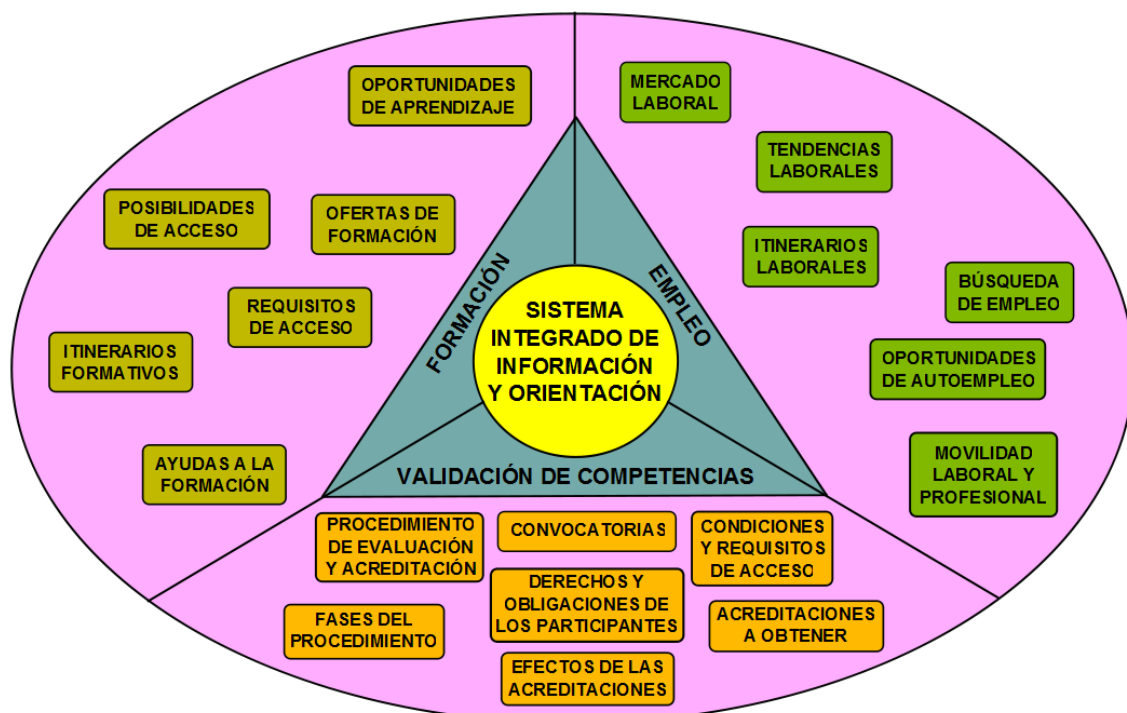 OPORTUNIDADES
DE APRENDIZAJE
POSIBILIDADES
DE ACCESO
OFERTAS DE
FORMACIÓN
REQUISITOS
DE ACCESO
ITINERARIOS
FORMATIVOS
AYUDAS A LA
FORMACIÓN
MERCADO
LABORAL
TENDENCIAS
LABORALES
ITINERARIOS
LABORALES
BÚSQUEDA
DE EMPLEO
OPORTUNIDADES
DE AUTOEMPLEO
MOVILIDAD
LABORAL Y
PROFESIONAL
FORMACIÓN
EMPLEO
SISTEMA
INTEGRADO DE
INFORMACIÓN
Y ORIENTACIÓN
VALIDACIÓN DE COMPETENCIAS
PROCEDIMIENTO
DE EVALUACIÓN
Y ACREDITACIÓN
CONVOCATORIAS
CONDICIONES
Y REQUISITOS
DE ACCESO
FASES DEL
PROCEDIMIENTO
DERECHOS Y
OBLIGACIONES DE
LOS PARTICIPANTES
ACREDITACIONES
A OBTENER
EFECTOS DE LAS
ACREDITACIONES